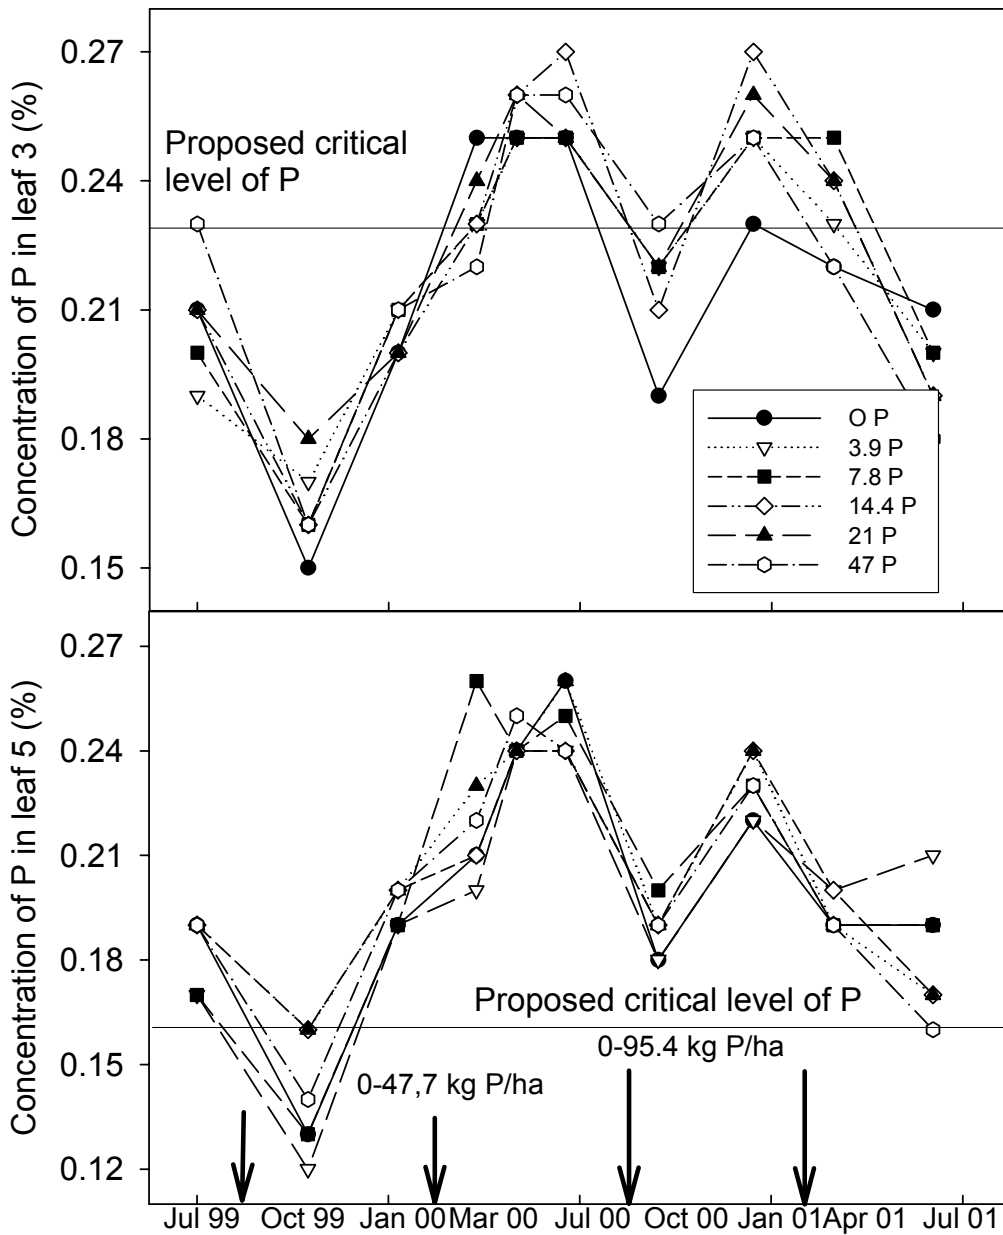 Concentration of P in leaf 3 (%)
0.27
0.24
0.21
0.18
0.15
Proposed critical
level of P
O P
3.9 P
7.8 P
14.4 P
21 P
47 P
Concentration of P in leaf 5 (%)
0.27
0.24
0.21
0.18
0.15
0.12
Proposed critical level of P
0-95.4 kg P/ha
0-47,7 kg P/ha
Jul 99 Oct 99 Jan 00 Mar 00 Jul 00 Oct 00 Jan 01 Apr 01 Jul 01